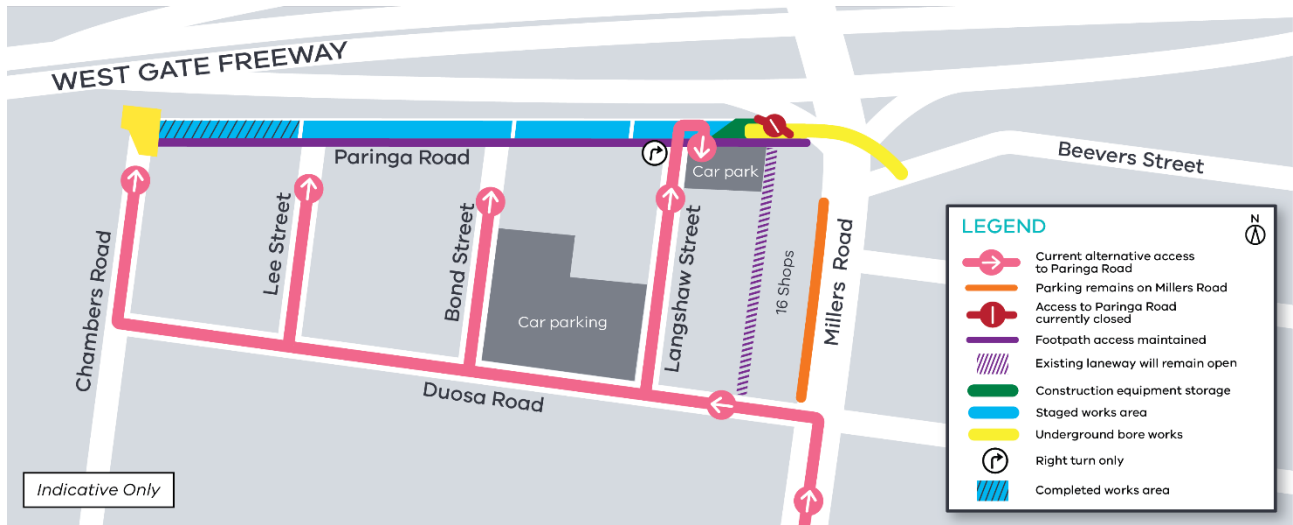 WEST GATE FREEWAY
Paringa Road
Car park
Beevers Street
Chambers Road
Lee Street
Bond Street
Car parking
Langshaw Street
16 Shops
Millers Road
Duosa Road
Indicative Only
LEGEND
N
Current alternative access
to Paringa Road
Parking remains on Millers Road
Access to Paringa Road
currently closed
Footpath access maintained
Existing laneway will remain open
Construction equipment storage
Staged works area
Underground bore works
Right turn only
Completed works area